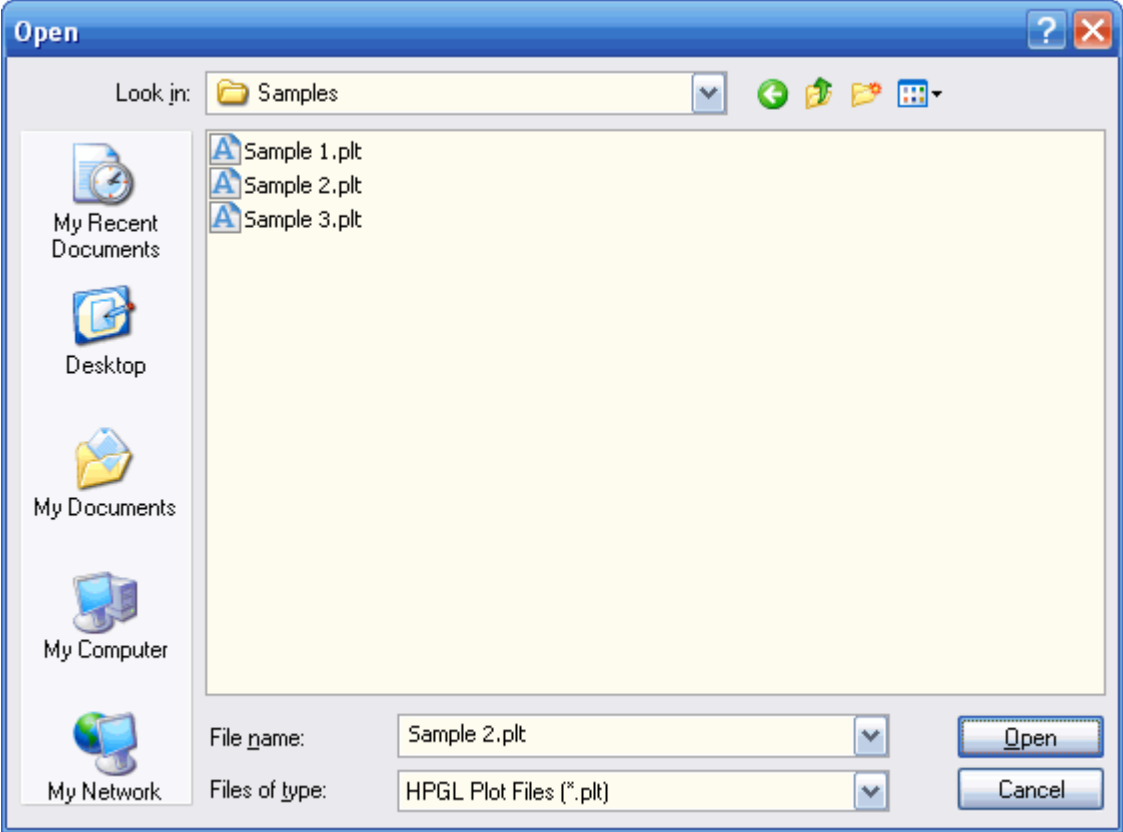 Open
Look in: Samples
Sample 1.plt
Sample 2.plt
Sample 3.plt
My Recent
Documents
Desktop
My Documents
My Computer
My Network
File name: Sample 2.plt Open
Files of type: HPGL Plot Files (*.plt) Cancel